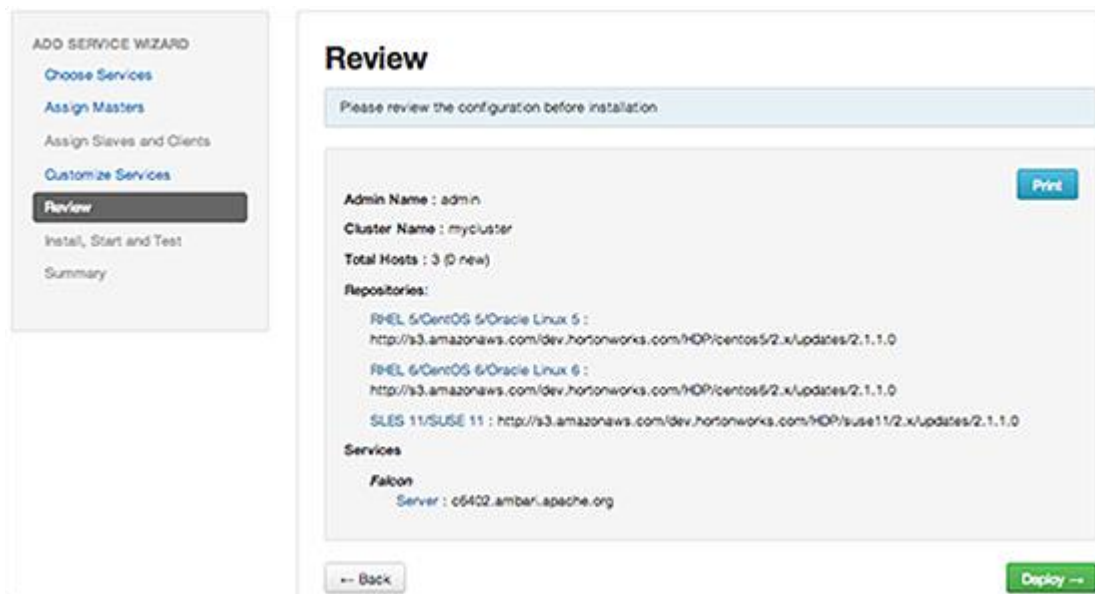 ADD SERVICE WIZARD
Choose Services
Assign Masters
Assign Slaves and Clients
Customize Services
Review
Install, Start and Test
Summary
Review
Please review the configuration before installation
Print
Admin Name : admin
Cluster Name : mycluster
Total Hosts : 3 (0 new)
Repositories:
RHEL 5/CentOS 5/Oracle Linux 5 :
http://s3.amazonaws.com/dev.hortonworks.com/HDP/centos5/2.x/updates/2.1.1.0
RHEL 6/CentOS 6/Oracle Linux 6 :
http://s3.amazonaws.com/dev.hortonworks.com/HDP/centos6/2.x/updates/2.1.1.0
SLES 11/SUSE 11 : http://s3.amazonaws.com/dev.hortonworks.com/HDP/suse11/2.x/updates/2.1.1.0
Services
Falcon
Server : c6402.ambari.apache.org
← Back
Deploy →